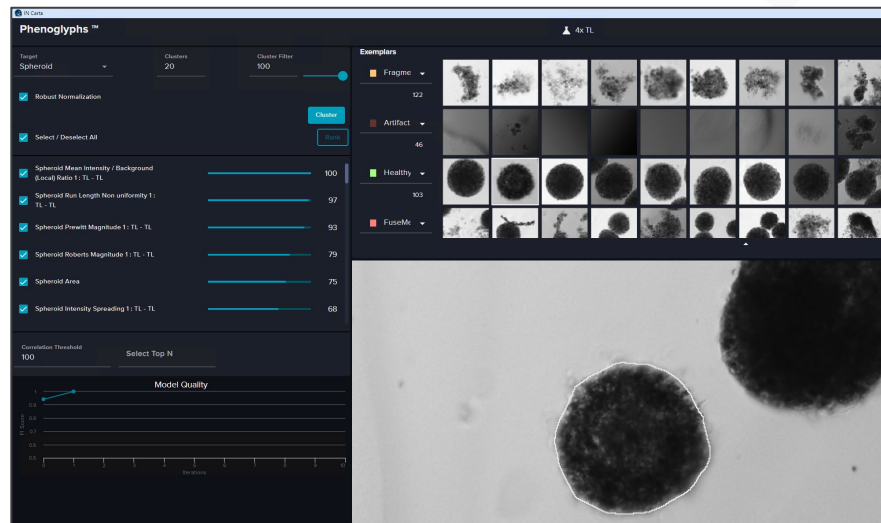 IN Carta
Phenoglyphs ™
4x TL
Target
Spheroid
Clusters
20
Cluster Filter
100
Robust Normalization
Cluster
Select / Deselect All
Rank
Spheroid Mean Intensity / Background
(Local) Ratio 1 : TL - TL
100
Spheroid Run Length Non uniformity 1 :
TL - TL
97
Spheroid Prewitt Magnitude 1 : TL - TL
93
Spheroid Roberts Magnitude 1 : TL - TL
79
Spheroid Area
75
Spheroid Intensity Spreading 1 : TL - TL
68
Correlation Threshold
100
Select Top N
Model Quality
F1 Score
1
0.9
0.8
0.7
0.6
0.5
0 1 2 3 4 5 6 7 8 9 10
Iterations
Exemplars
Fragme
122
Artifact
46
Healthy
103
FuseMe